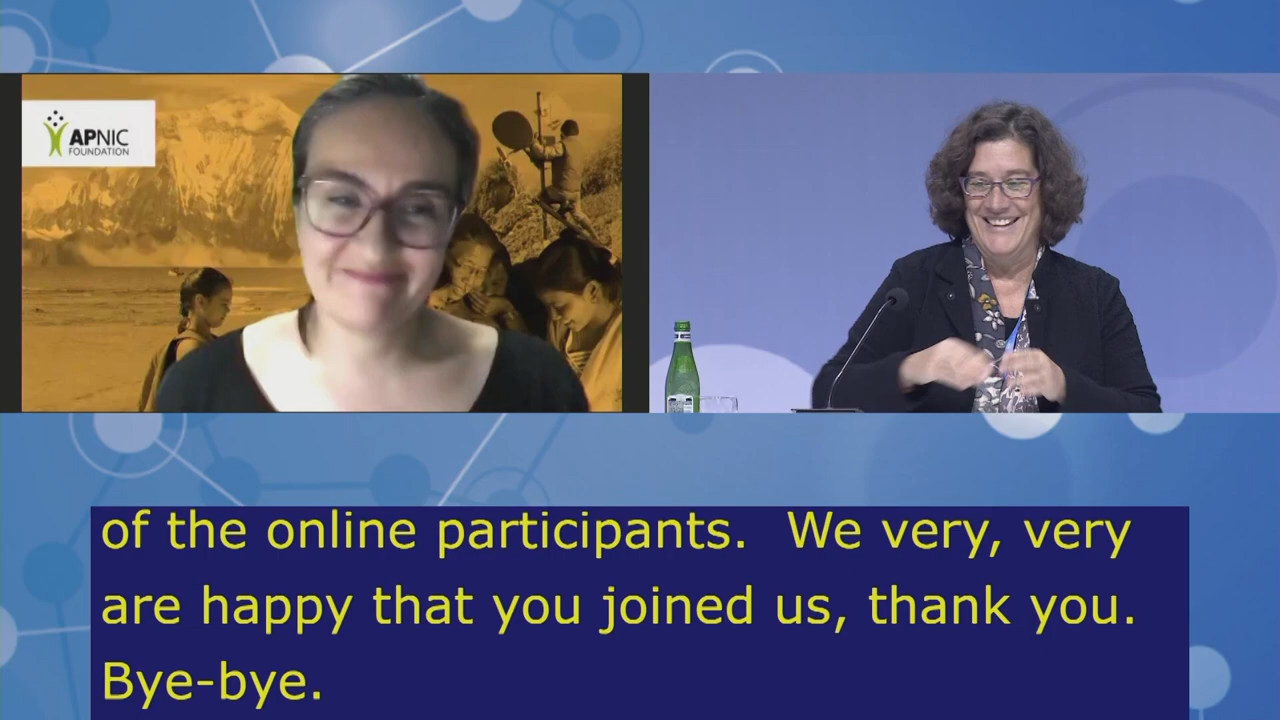 APNIC
FOUNDATION
of the online participants.  We very, very
are happy that you joined us, thank you.
Bye-bye.